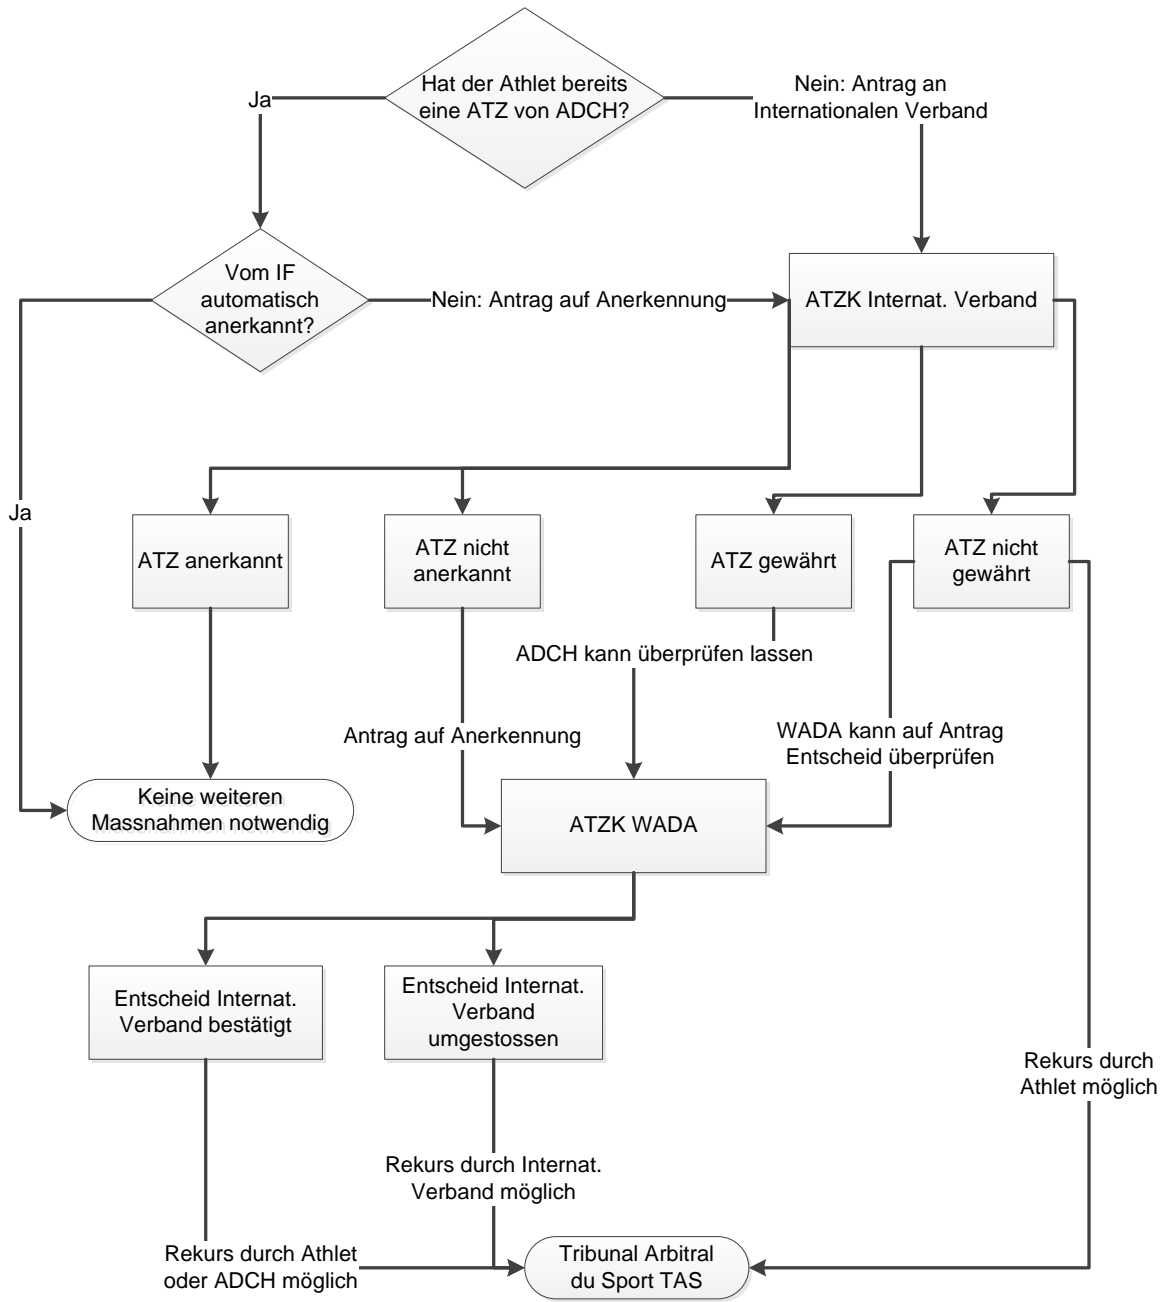 Hat der Athlet bereits
eine ATZ von ADCH?
Ja
Nein: Antrag an
Internationalen Verband
Vom IF
automatisch
anerkannt?
Nein: Antrag auf Anerkennung
ATZK Internat. Verband
Ja
ATZ anerkannt
ATZ nicht
anerkannt
ATZ gewährt
ATZ nicht
gewährt
ADCH kann überprüfen lassen
Antrag auf Anerkennung
WADA kann auf Antrag
Entscheid überprüfen
Keine weiteren
Massnahmen notwendig
ATZK WADA
Entscheid Internat.
Verband bestätigt
Entscheid Internat.
Verband
umgestossen
Rekurs durch
Athlet möglich
Rekurs durch Internat.
Verband möglich
Rekurs durch Athlet
oder ADCH möglich
Tribunal Arbitral
du Sport TAS